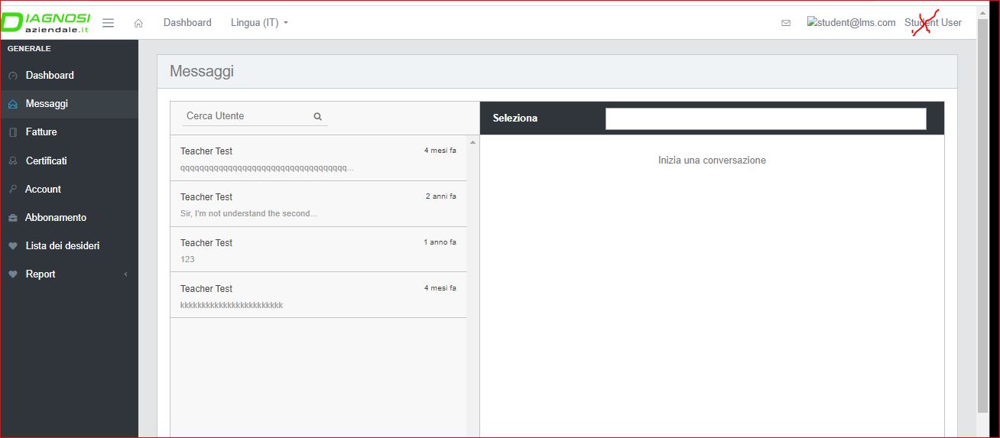 DIAGNOSI
aziendale.it
Dashboard
Lingua (IT)
student@lms.com
Student User
GENERALE
Dashboard
Messaggi
Fatture
Certificati
Account
Abbonamento
Lista dei desideri
Report
Messaggi
Cerca Utente
Teacher Test
4 mesi fa
qqqqqqqqqqqqqqqqqqqqqqqqqqqqqqqqqqq...
Teacher Test
2 anni fa
Sir, I'm not understand the second...
Teacher Test
1 anno fa
123
Teacher Test
4 mesi fa
kkkkkkkkkkkkkkkkkkkkkkkk
Seleziona
Inizia una conversazione